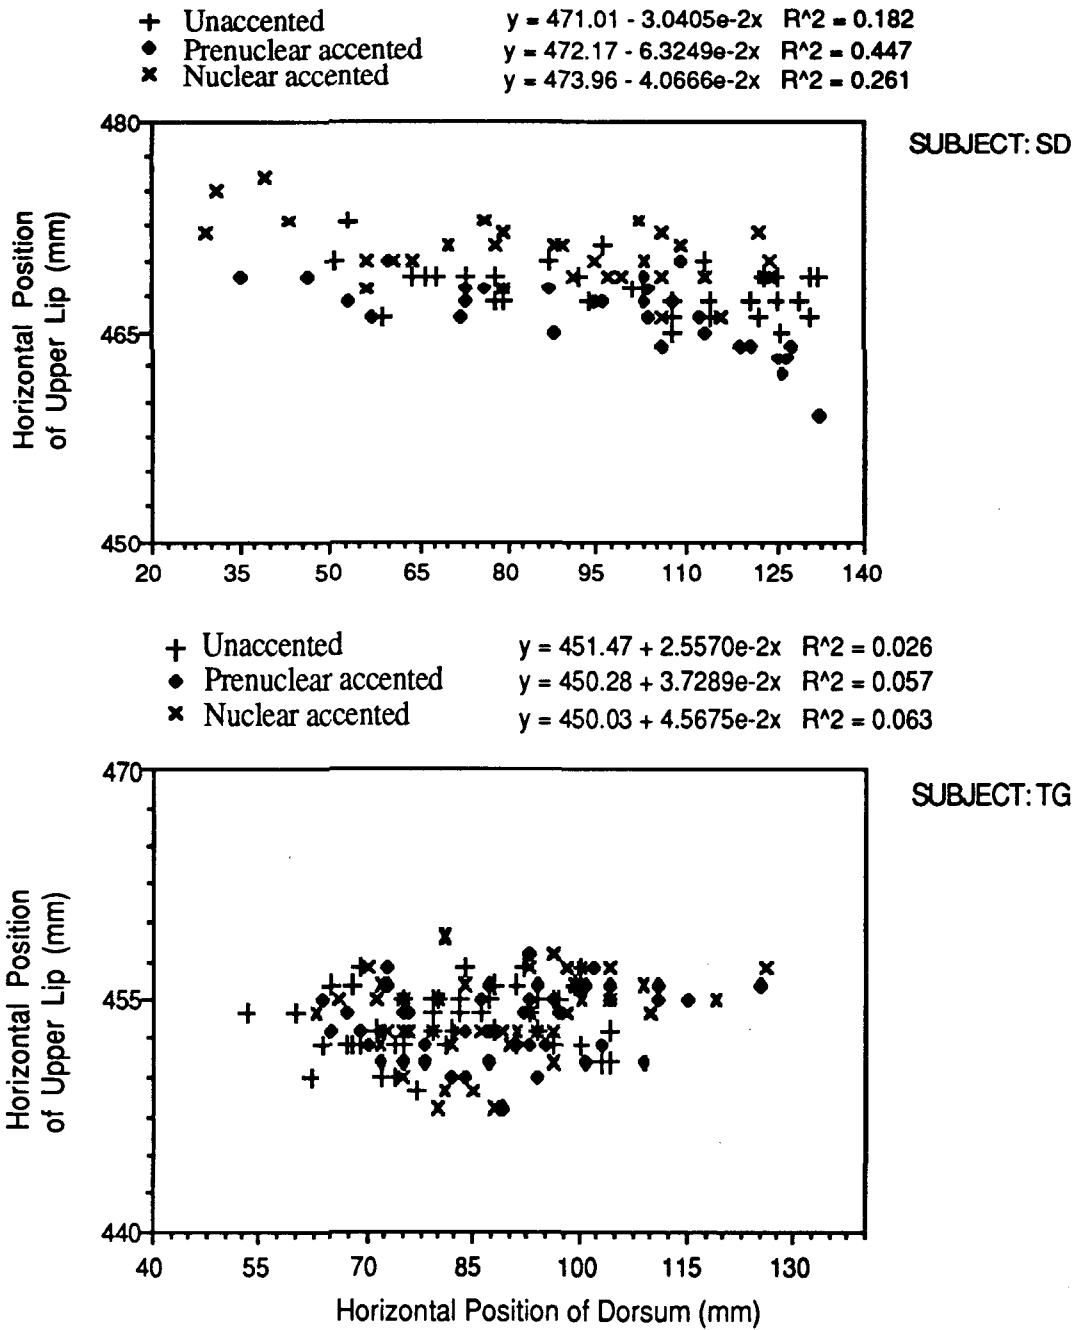 Unaccented y = 471.01 - 3.0405e-2x R^2 = 0.182
Prenuclear accented y = 472.17 - 6.3249e-2x R^2 = 0.447
Nuclear accented y = 473.96 - 4.0666e-2x R^2 = 0.261
SUBJECT: SD
Horizontal Position
of Upper Lip (mm)
480
465
450
20 35 50 65 80 95 110 125 140
Unaccented y = 451.47 + 2.5570e-2x R^2 = 0.026
Prenuclear accented y = 450.28 + 3.7289e-2x R^2 = 0.057
Nuclear accented y = 450.03 + 4.5675e-2x R^2 = 0.063
SUBJECT: TG
Horizontal Position
of Upper Lip (mm)
470
455
440
40 55 70 85 100 115 130
Horizontal Position of Dorsum (mm)